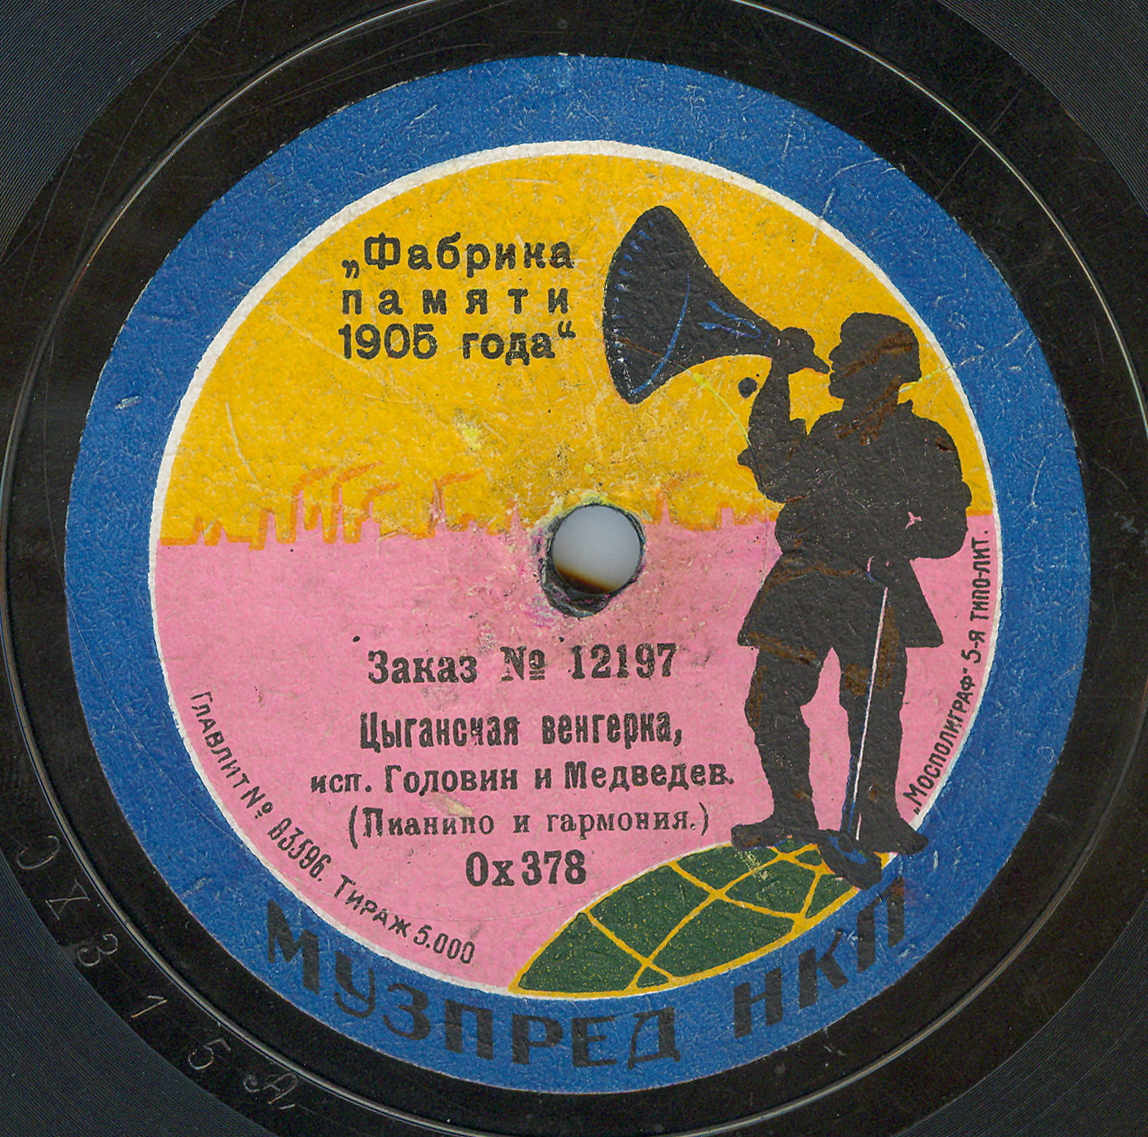 „Фабрика
памяти
1905 года“
Заказ № 12197
Цыганская венгерка,
исп. Головин и Медведев.
(Пианино и гармония.)
Ох 378
Главлит № 03596. Тираж 5.000
„Мосполиграф“ 5-я типо-лит.
МУЗПРЕД НКП